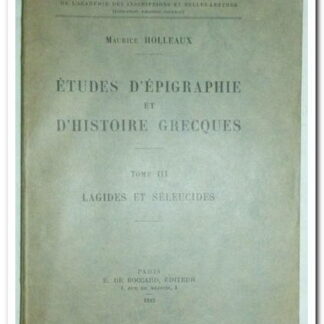 DE L'ACADÉMIE DES INSCRIPTIONS ET BELLES-LETTRES
MAURICE HOLLEAUX
ÉTUDES D'ÉPIGRAPHIE
ET
D'HISTOIRE GRECQUES
TOME III
LAGIDES ET SÉLEUCIDES
PARIS
E. DE BOCCARD, ÉDITEUR